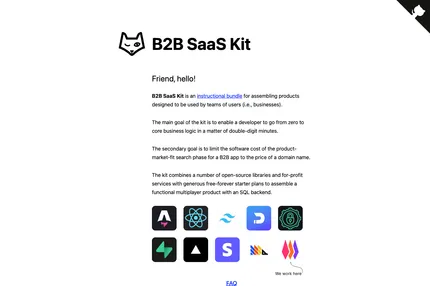 B2B SaaS Kit
Friend, hello!
B2B SaaS Kit is an instructional bundle for assembling products
designed to be used by teams of users (i.e., businesses).
The main goal of the kit is to enable a developer to go from zero to
core business logic in a matter of double-digit minutes.
The secondary goal is to limit the software cost of the product-
market-fit search phase for a B2B app to the price of a domain name.
The kit combines a number of open-source libraries and for-profit
services with generous free-forever starter plans to assemble a
functional multiplayer product with an SQL backend.
S
We work here
FAQ